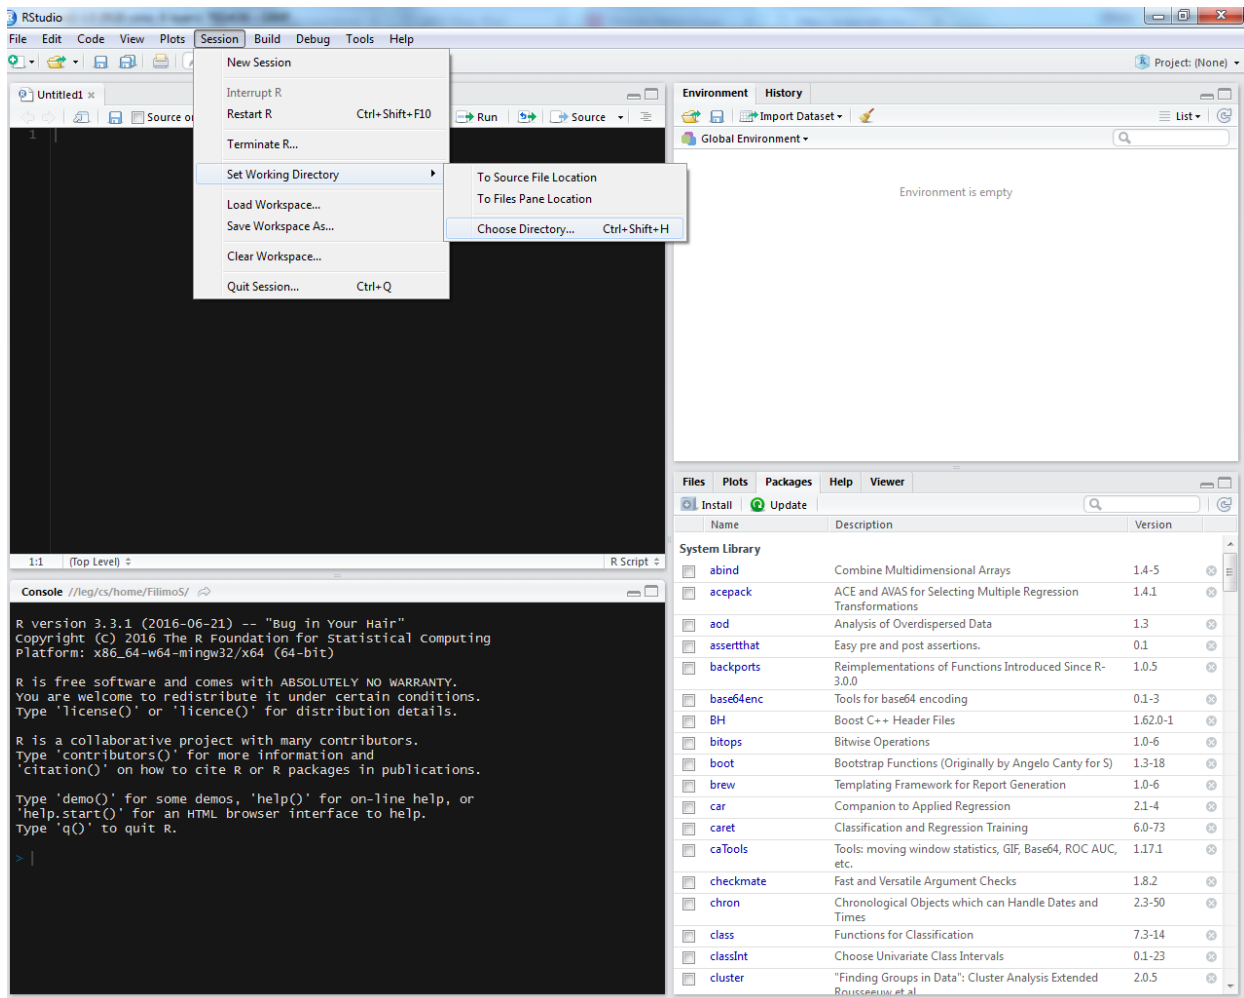 RStudio
File Edit Code View Plots Session Build Debug Tools Help
Project: (None)
New Session
Interrupt R
Restart R Ctrl+Shift+F10
Terminate R...
Set Working Directory
Load Workspace...
Save Workspace As...
Clear Workspace...
Quit Session... Ctrl+Q
To Source File Location
To Files Pane Location
Choose Directory... Ctrl+Shift+H
Untitled1
Run Source
1
1:1 (Top Level) R Script
Environment History
Import Dataset List
Global Environment
Environment is empty
Console //leg/cs/home/FilimoS/
R version 3.3.1 (2016-06-21) -- "Bug in Your Hair"
Copyright (C) 2016 The R Foundation for Statistical Computing
Platform: x86_64-w64-mingw32/x64 (64-bit)
R is free software and comes with ABSOLUTELY NO WARRANTY.
You are welcome to redistribute it under certain conditions.
Type 'license()' or 'licence()' for distribution details.
R is a collaborative project with many contributors.
Type 'contributors()' for more information and
'citation()' on how to cite R or R packages in publications.
Type 'demo()' for some demos, 'help()' for on-line help, or
'help.start()' for an HTML browser interface to help.
Type 'q()' to quit R.
>
Files Plots Packages Help Viewer
Install Update
Name Description Version
System Library
abind Combine Multidimensional Arrays 1.4-5
acepack ACE and AVAS for Selecting Multiple Regression 1.4.1
Transformations
aod Analysis of Overdispersed Data 1.3
assertthat Easy pre and post assertions. 0.1
backports Reimplementations of Functions Introduced Since R- 1.0.5
3.0.0
base64enc Tools for base64 encoding 0.1-3
BH Boost C++ Header Files 1.62.0-1
bitops Bitwise Operations 1.0-6
boot Bootstrap Functions (Originally by Angelo Canty for S) 1.3-18
brew Templating Framework for Report Generation 1.0-6
car Companion to Applied Regression 2.1-4
caret Classification and Regression Training 6.0-73
caTools Tools: moving window statistics, GIF, Base64, ROC AUC, 1.17.1
etc.
checkmate Fast and Versatile Argument Checks 1.8.2
chron Chronological Objects which can Handle Dates and 2.3-50
Times
class Functions for Classification 7.3-14
classInt Choose Univariate Class Intervals 0.1-23
cluster "Finding Groups in Data": Cluster Analysis Extended 2.0.5
Rousseeuw et al